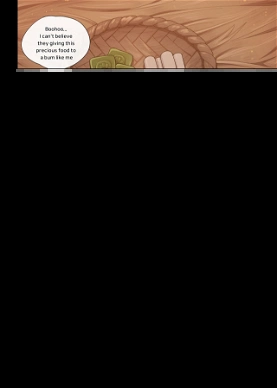 Boohoo,..
I can't believe
they giving this
precious food to
a bum like me